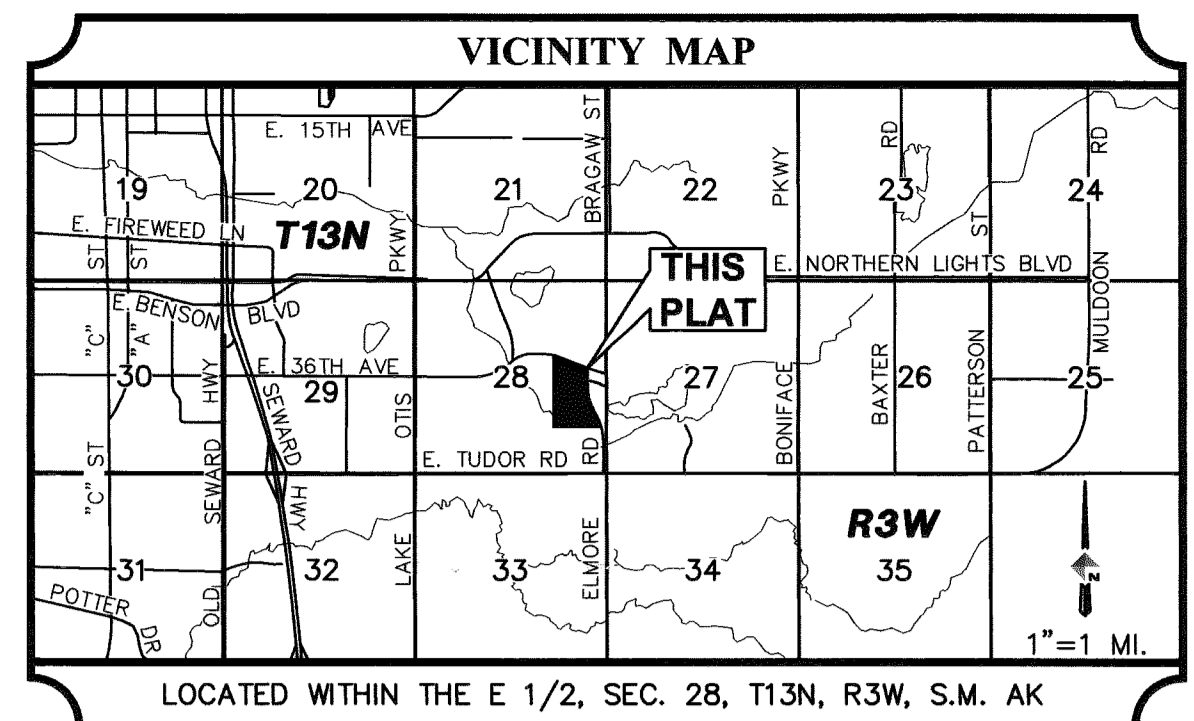 VICINITY MAP
E. 15TH AVE
BRAGAW ST
PKWY
RD
RD
19
20
21
22
23
24
E. FIREWEED LN
T13N
PKWY
ST
ST
ST
THIS
PLAT
E. NORTHERN LIGHTS BLVD
E. BENSON BLVD
"C"
"A"
MULDOON
E. 36TH AVE
30
29
28
27
26
25
HWY
SEWARD
OTIS
BONIFACE
BAXTER
PATTERSON
E. TUDOR RD
RD
"C" ST
SEWARD
HWY
R3W
LAKE
ELMORE
31
32
33
34
35
N
POTTER DR
OLD
1"=1 MI.
LOCATED WITHIN THE E 1/2, SEC. 28, T13N, R3W, S.M. AK